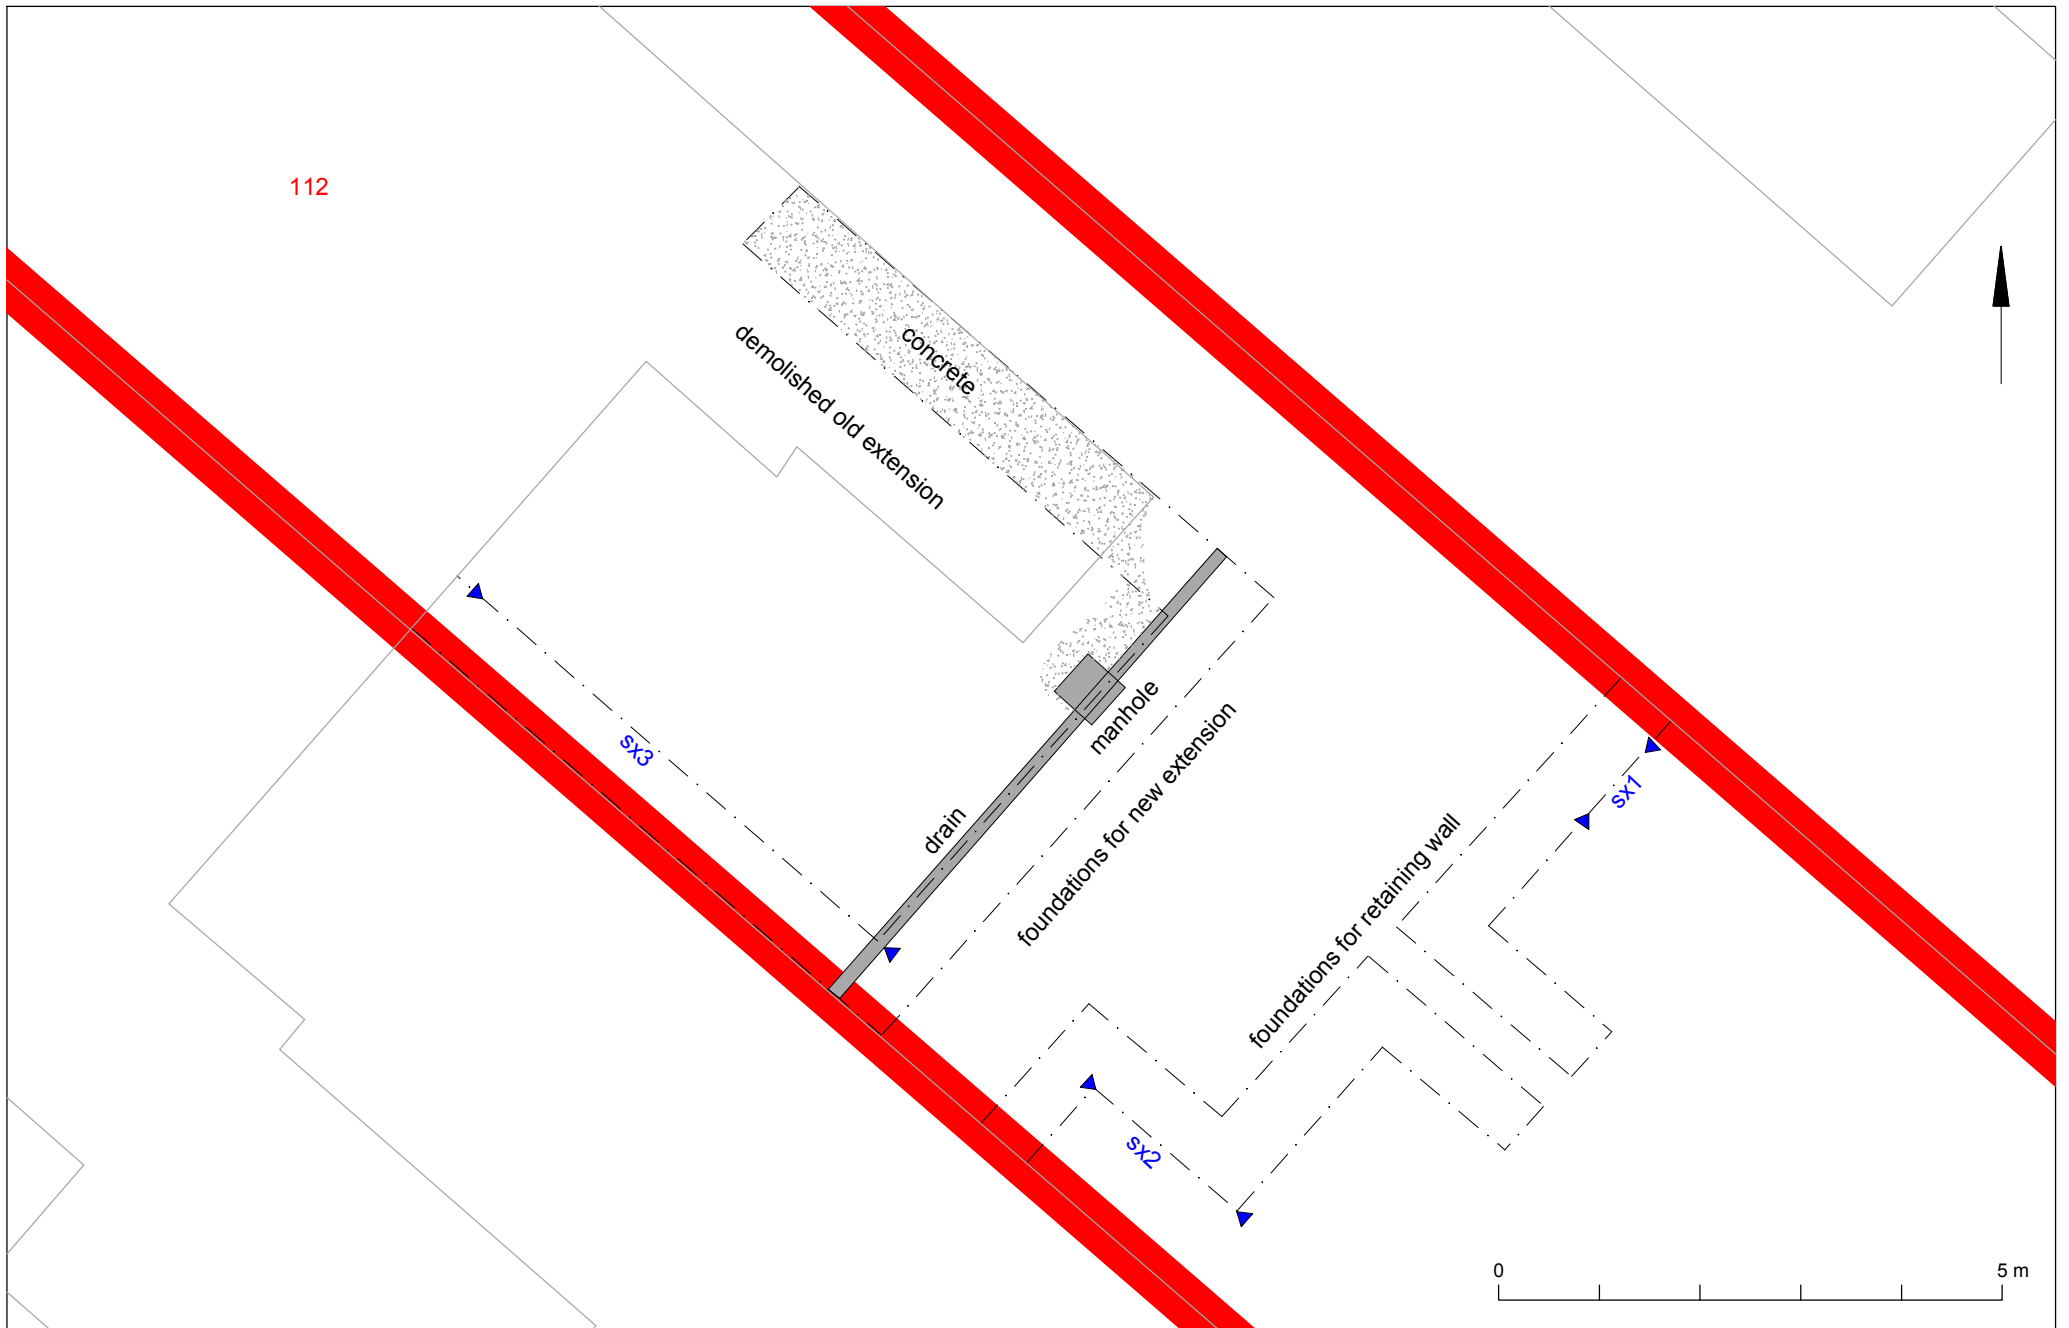 112
concrete
demolished old extension
manhole
sx3
foundations for new extension
sx1
drain
foundations for retaining wall
sx2
0 5 m